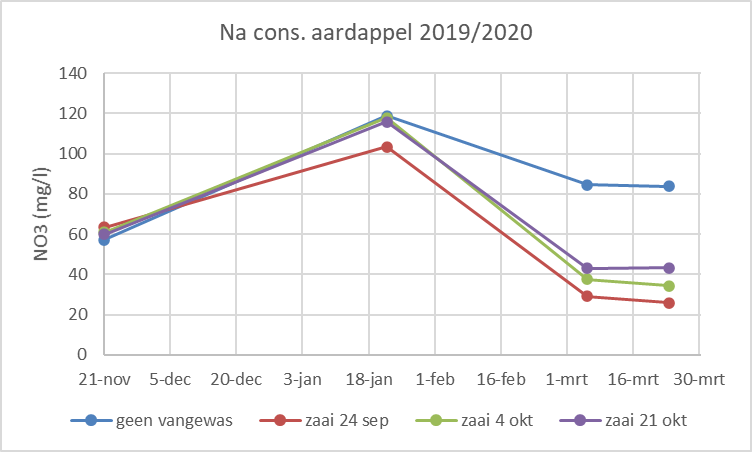 Na cons. aardappel 2019/2020
NO3 (mg/l)
140
120
100
80
60
40
20
0
21-nov 5-dec 20-dec 3-jan 18-jan 1-feb 16-feb 1-mrt 16-mrt 30-mrt
geen vangewas zaai 24 sep zaai 4 okt zaai 21 okt